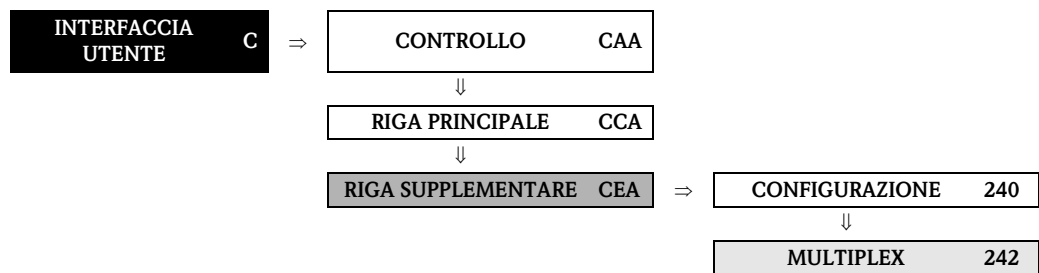 INTERFACCIA UTENTE C ⇒ CONTROLLO CAA
⇓
RIGA PRINCIPALE CCA
⇓
RIGA SUPPLEMENTARE CEA ⇒ CONFIGURAZIONE 240
⇓
MULTIPLEX 242